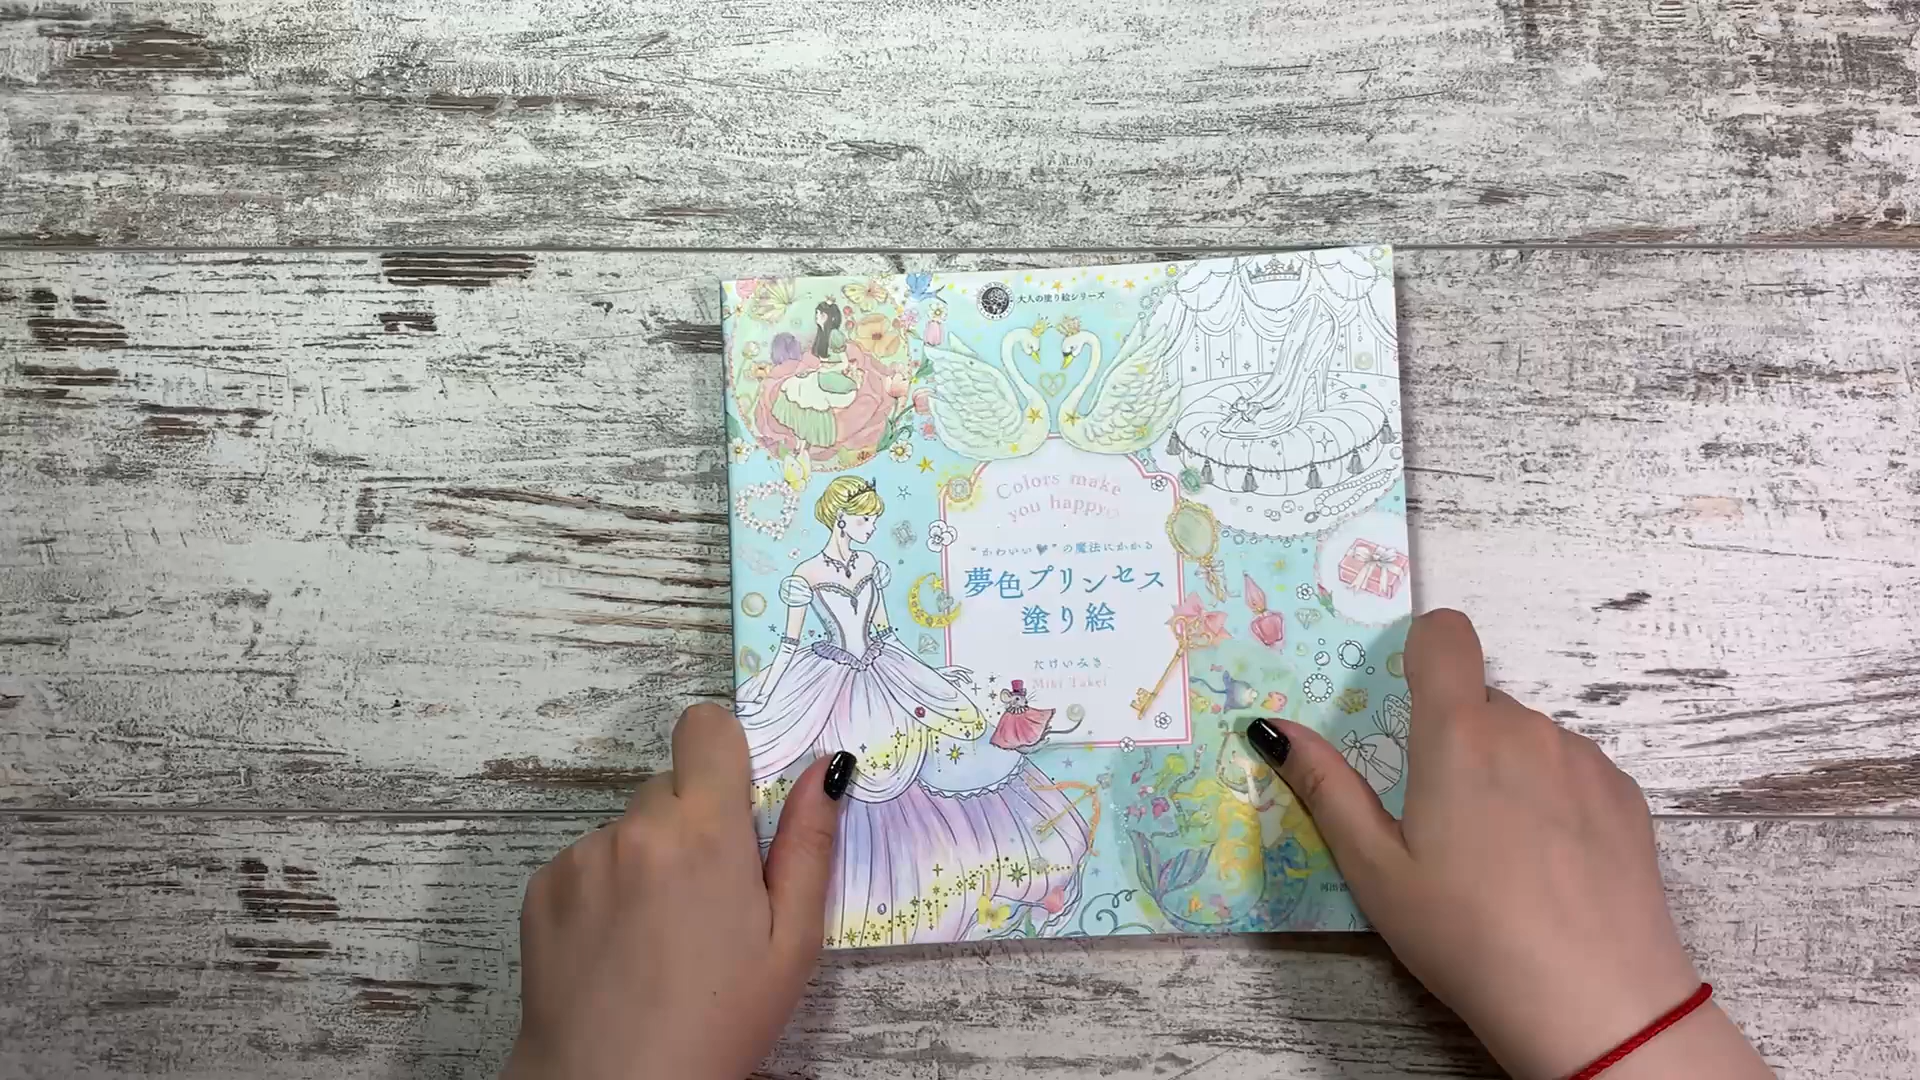 大人の塗り絵シリーズ
Colors make
you happy♡
“かわいい♥”の魔法にかかる
夢色プリンセス
塗り絵
たけいみき
Miki Takei